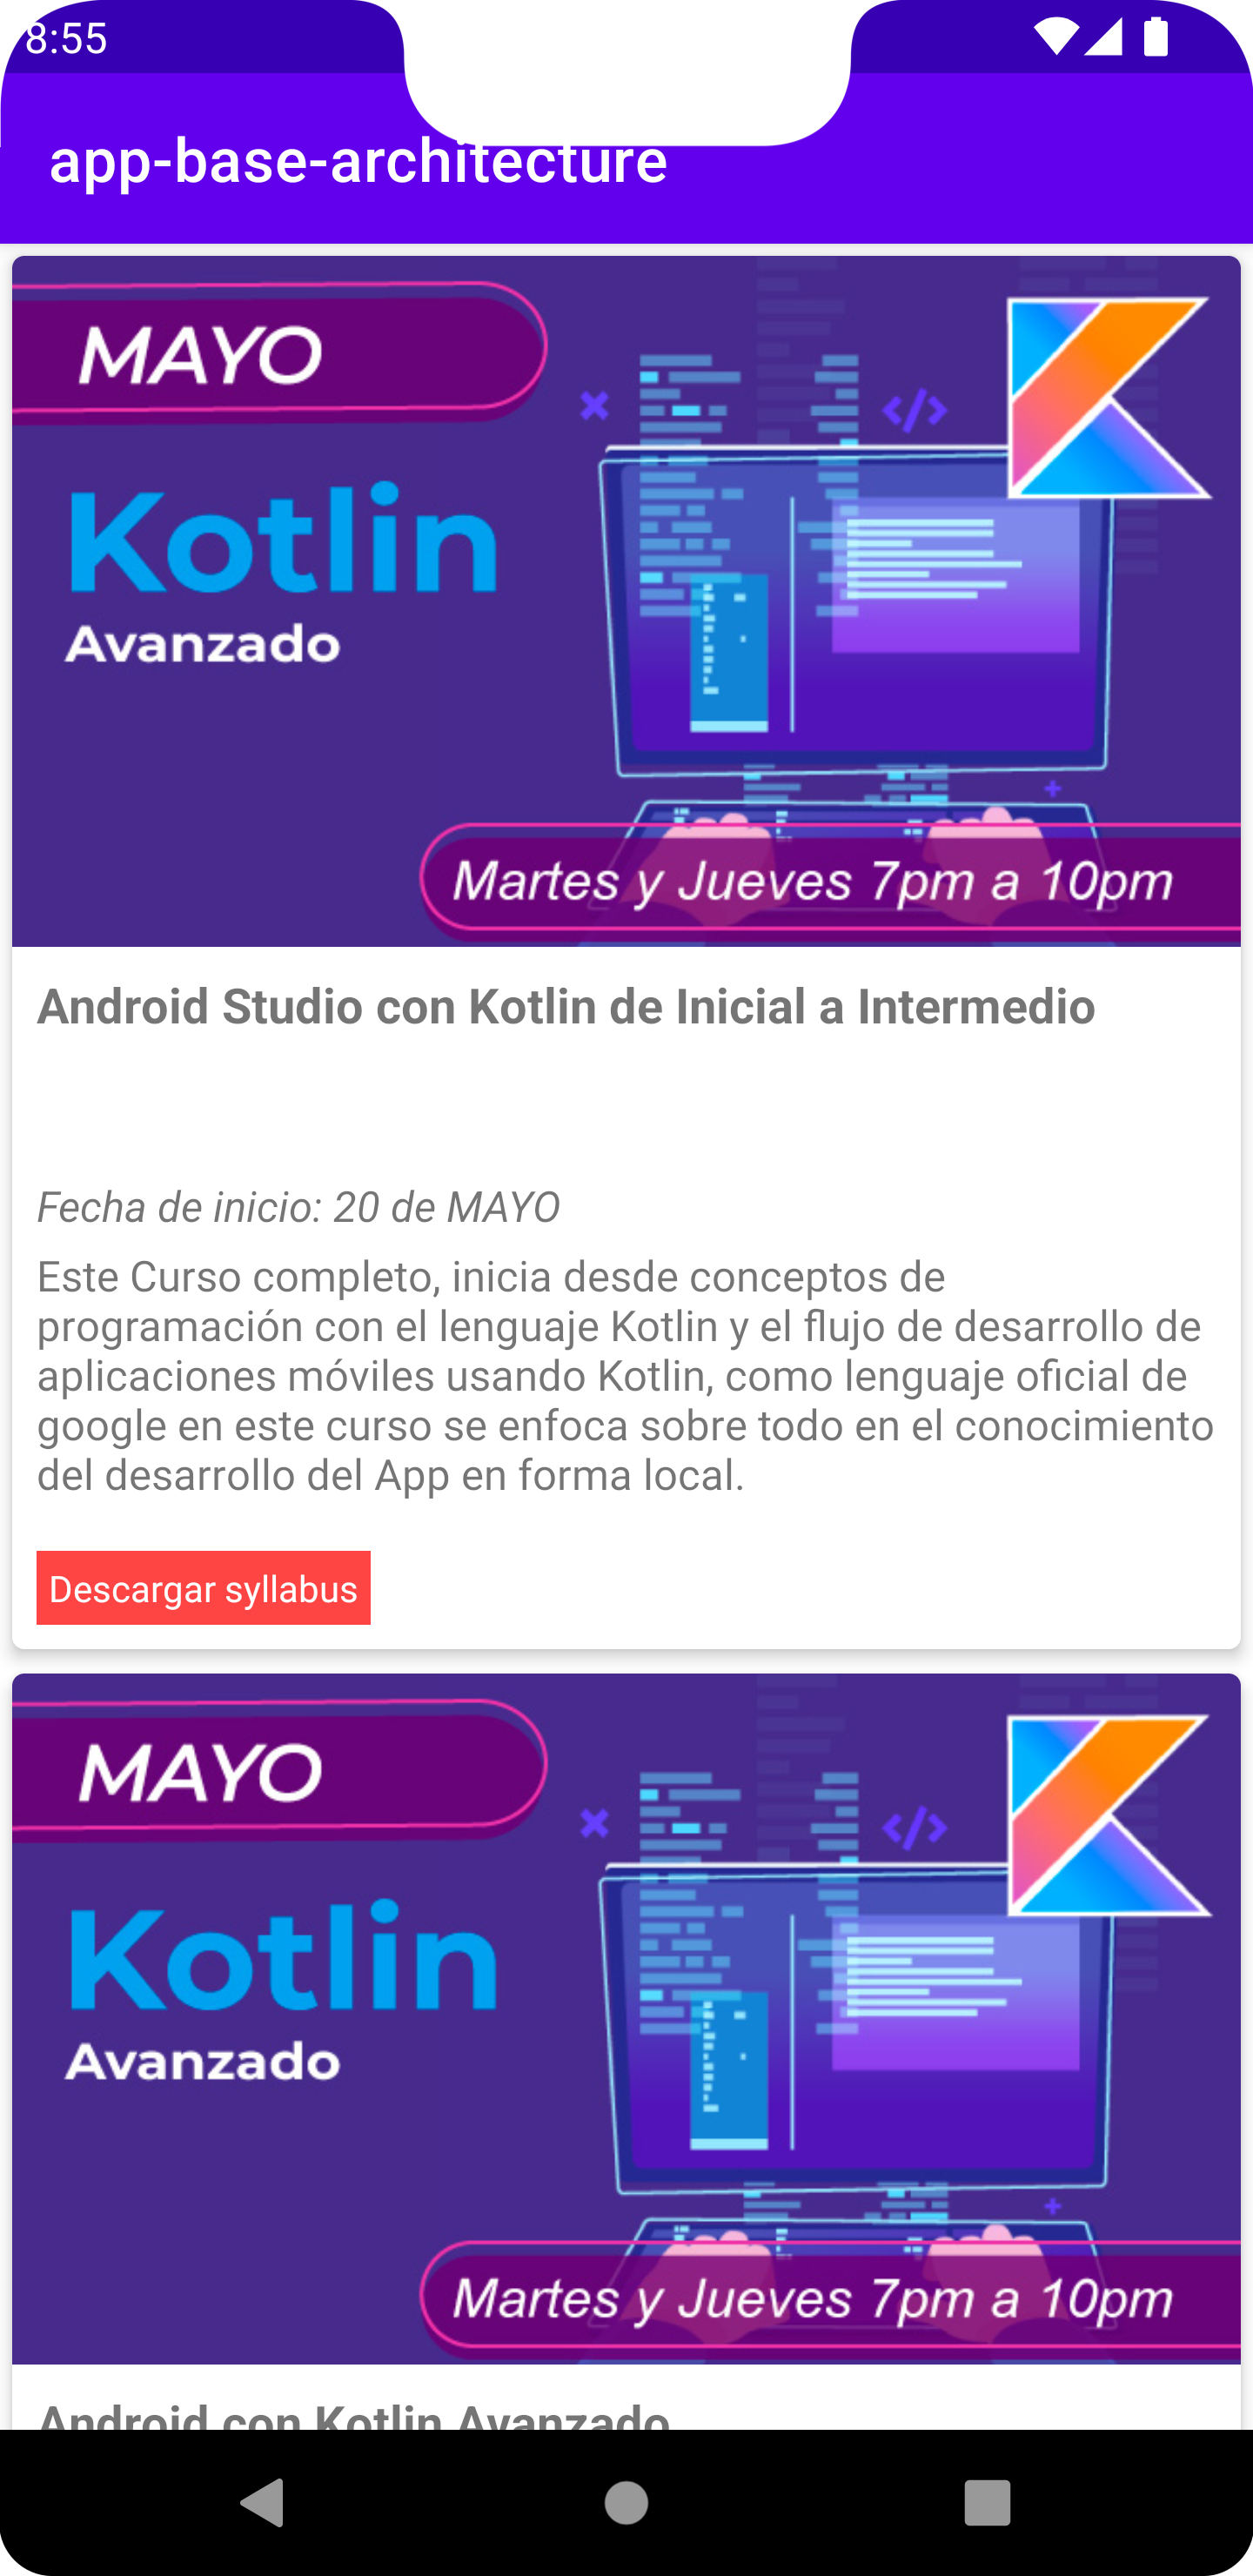 8:55
app-base-architecture
MAYO
Kotlin
Avanzado
Martes y Jueves 7pm a 10pm
Android Studio con Kotlin de Inicial a Intermedio
Fecha de inicio: 20 de MAYO
Este Curso completo, inicia desde conceptos de
programación con el lenguaje Kotlin y el flujo de desarrollo de
aplicaciones móviles usando Kotlin, como lenguaje oficial de
google en este curso se enfoca sobre todo en el conocimiento
del desarrollo del App en forma local.
Descargar syllabus
MAYO
Kotlin
Avanzado
Martes y Jueves 7pm a 10pm
Android con Kotlin Avanzado